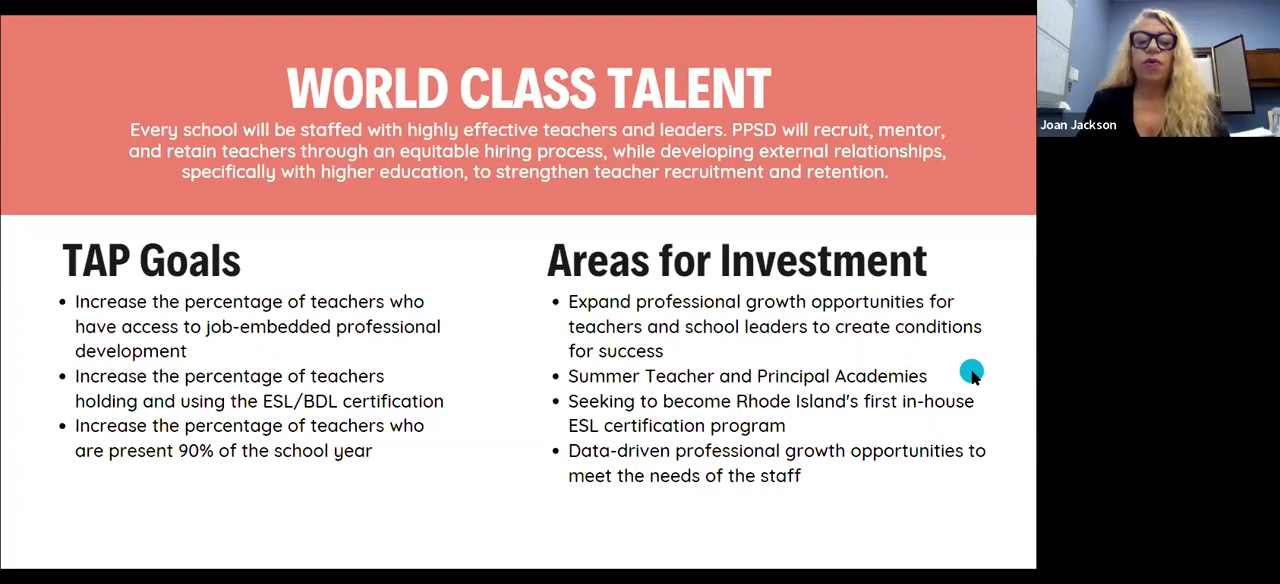 WORLD CLASS TALENT
Every school will be staffed with highly effective teachers and leaders. PPSD will recruit, mentor,
and retain teachers through an equitable hiring process, while developing external relationships,
specifically with higher education, to strengthen teacher recruitment and retention.
TAP Goals
• Increase the percentage of teachers who
have access to job-embedded professional
development
• Increase the percentage of teachers
holding and using the ESL/BDL certification
• Increase the percentage of teachers who
are present 90% of the school year
Areas for Investment
• Expand professional growth opportunities for
teachers and school leaders to create conditions
for success
• Summer Teacher and Principal Academies
• Seeking to become Rhode Island's first in-house
ESL certification program
• Data-driven professional growth opportunities to
meet the needs of the staff
Joan Jackson